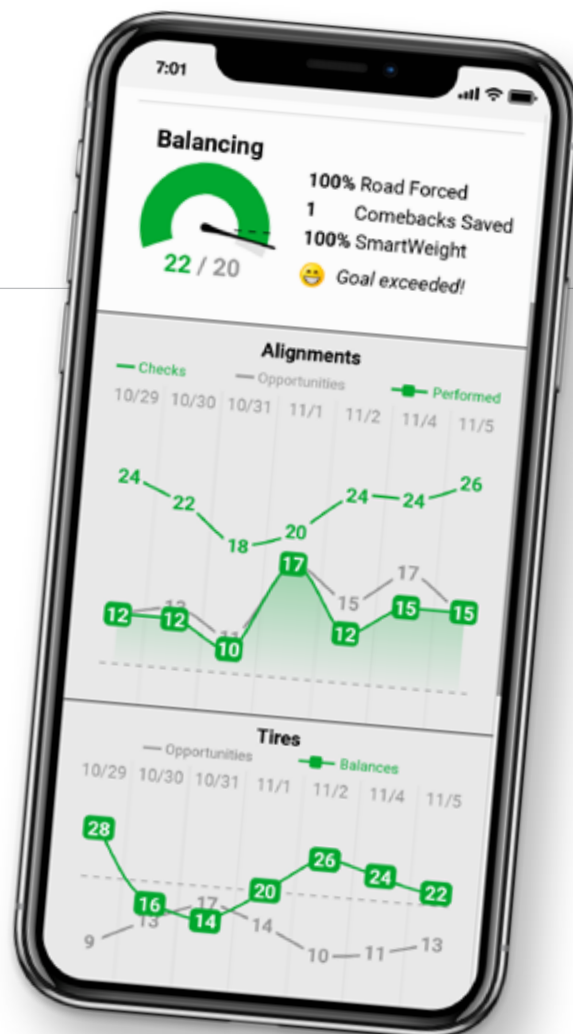 7:01
Balancing
100% Road Forced
1 Comebacks Saved
100% SmartWeight
22 / 20
Goal exceeded!
Alignments
Checks Opportunities Performed
10/29 10/30 10/31 11/1 11/2 11/4 11/5
24 22 18 20 24 24 26
17 15
12 12 10 17 12 15 15
Tires
Opportunities Balances
10/29 10/30 10/31 11/1 11/2 11/4 11/5
28 16 14 20 26 24 22
9 13 17 14 10 11 13